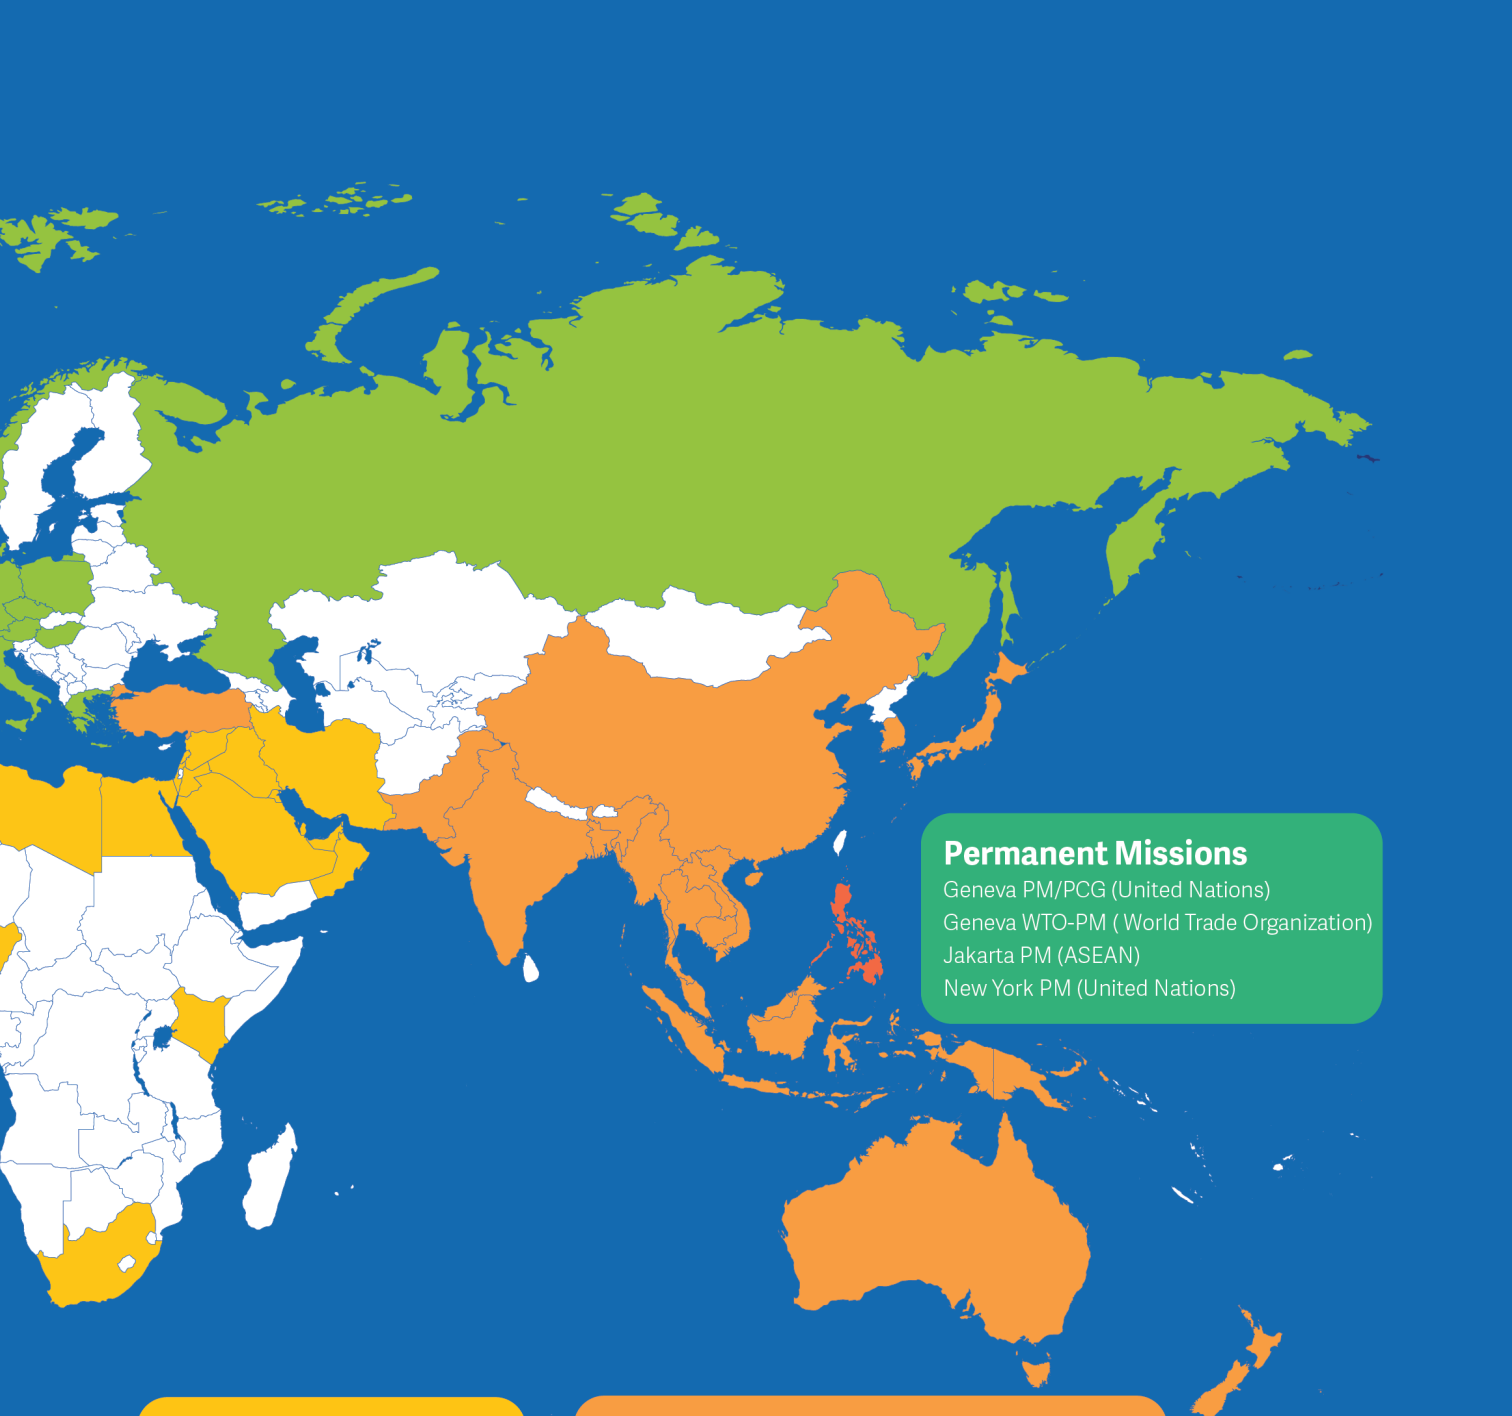 Permanent Missions
Geneva PM/PCG (United Nations)
Geneva WTO-PM ( World Trade Organization)
Jakarta PM (ASEAN)
New York PM (United Nations)